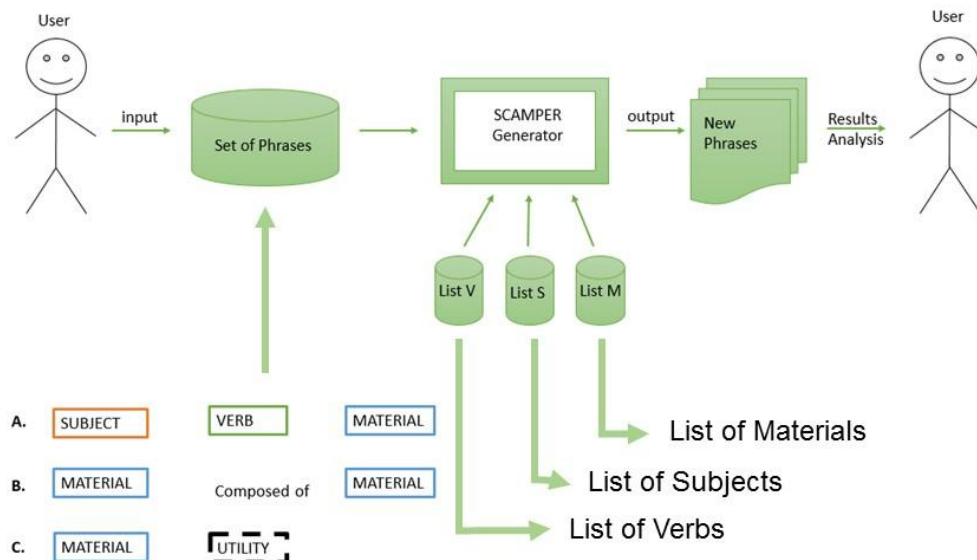 User
User
input
Set of Phrases
SCAMPER
Generator
output
New
Phrases
Results
Analysis
List V
List S
List M
A. SUBJECT VERB MATERIAL
B. MATERIAL Composed of MATERIAL
C. MATERIAL UTILITY
List of Materials
List of Subjects
List of Verbs